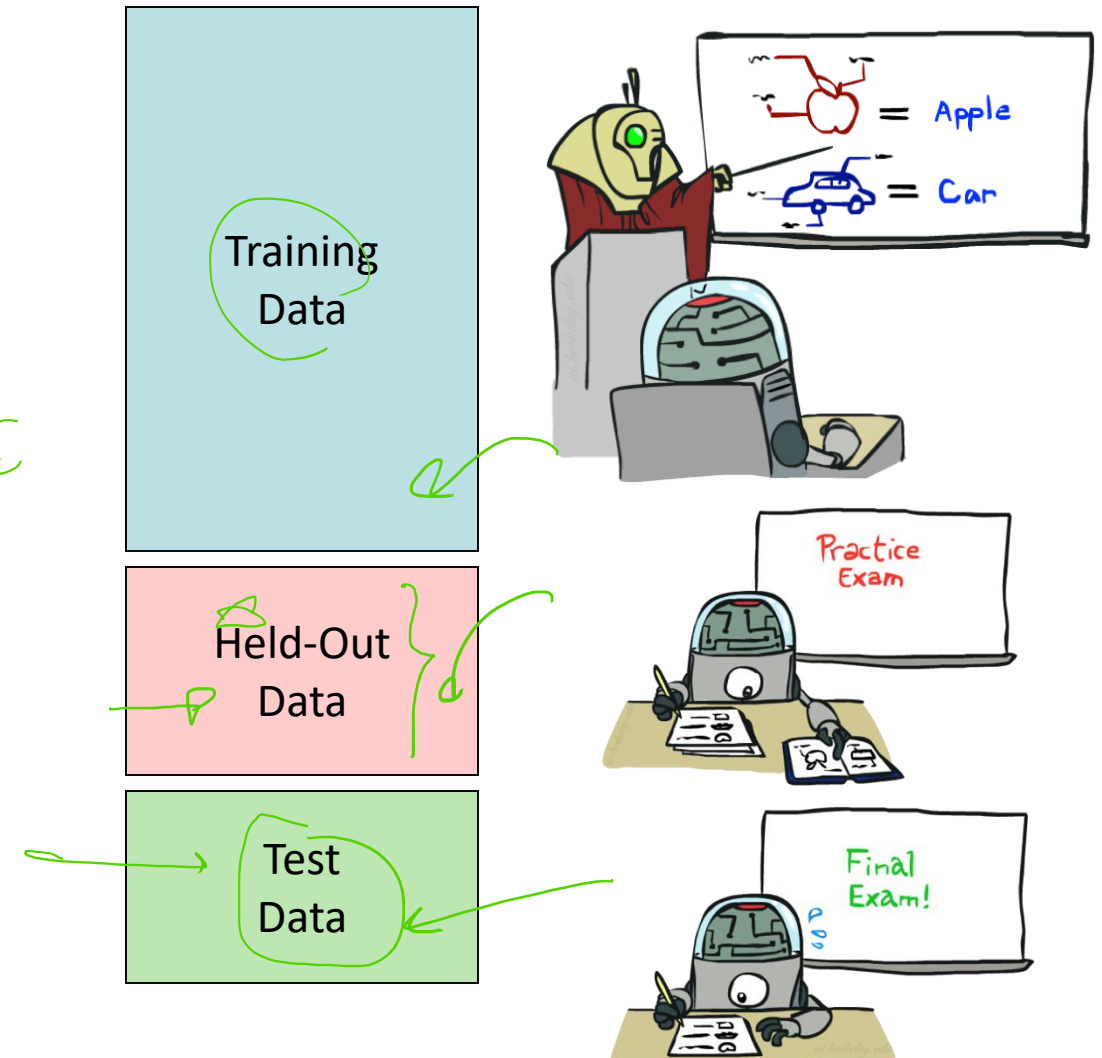 Training
Data
= Apple
= Car
Held-Out
Data
Practice
Exam
Test
Data
Final
Exam!